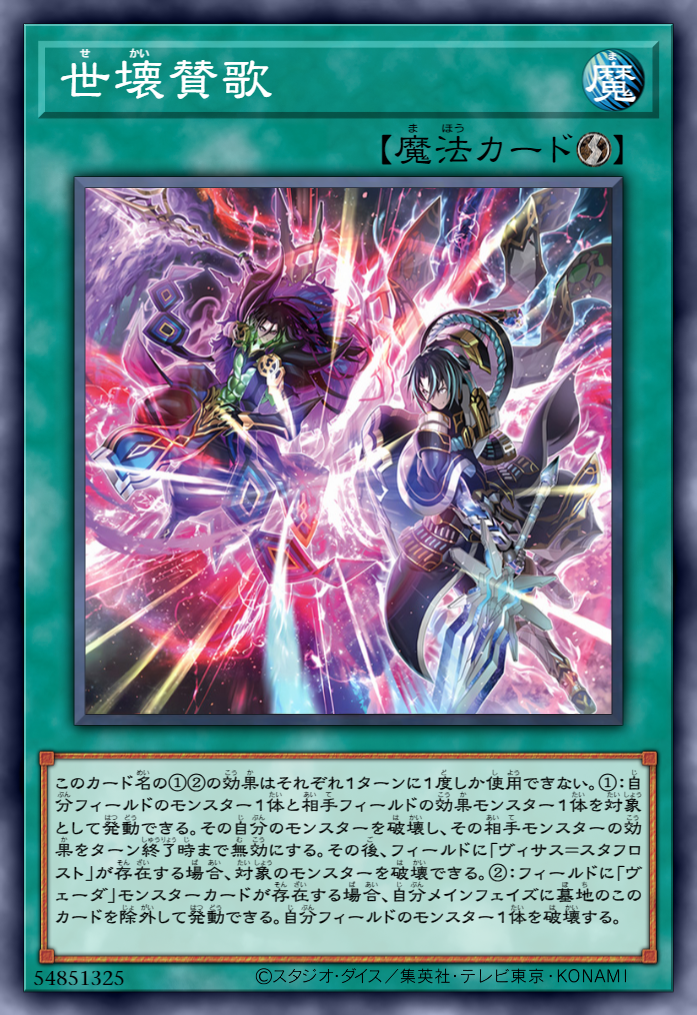 世壊賛歌
魔
【魔法カード】
このカード名の①②の効果はそれぞれ1ターンに1度しか使用できない。①:自
分フィールドのモンスター1体と相手フィールドの効果モンスター1体を対象
として発動できる。その自分のモンスターを破壊し、その相手モンスターの効
果をターン終了時まで無効にする。その後、フィールドに「ヴィサス=スタフロ
スト」が存在する場合、対象のモンスターを破壊できる。②:フィールドに「ヴ
ェーダ」モンスターカードが存在する場合、自分メインフェイズに墓地のこの
カードを除外して発動できる。自分フィールドのモンスター1体を破壊する。
54851325 ©スタジオ・ダイス/集英社・テレビ東京・KONAMI